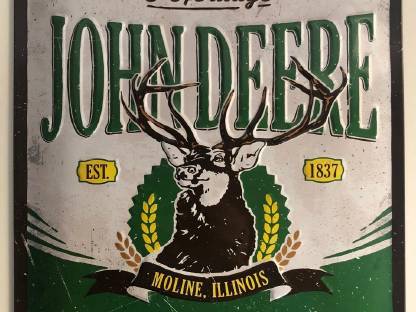 JOHN DEERE
EST. 1837
MOLINE, ILLINOIS